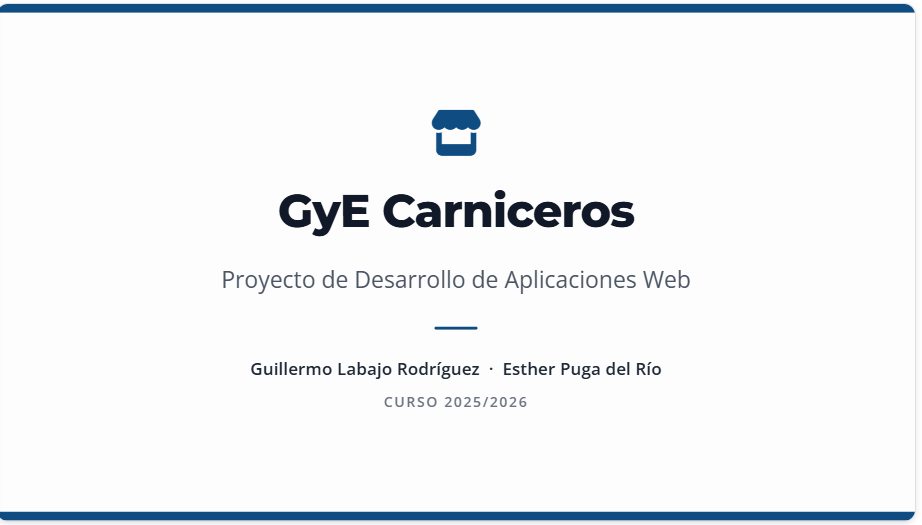 GyE Carniceros
Proyecto de Desarrollo de Aplicaciones Web
Guillermo Labajo Rodríguez · Esther Puga del Río
CURSO 2025/2026